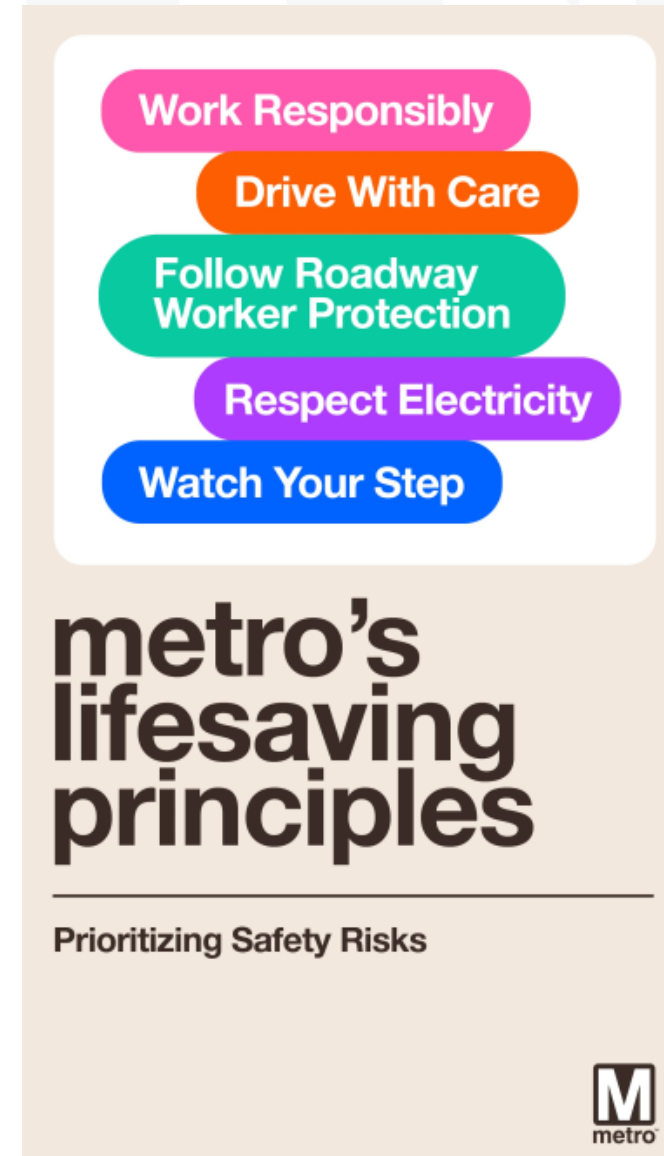 Work Responsibly
Drive With Care
Follow Roadway
Worker Protection
Respect Electricity
Watch Your Step
metro’s
lifesaving
principles
Prioritizing Safety Risks
M
metro